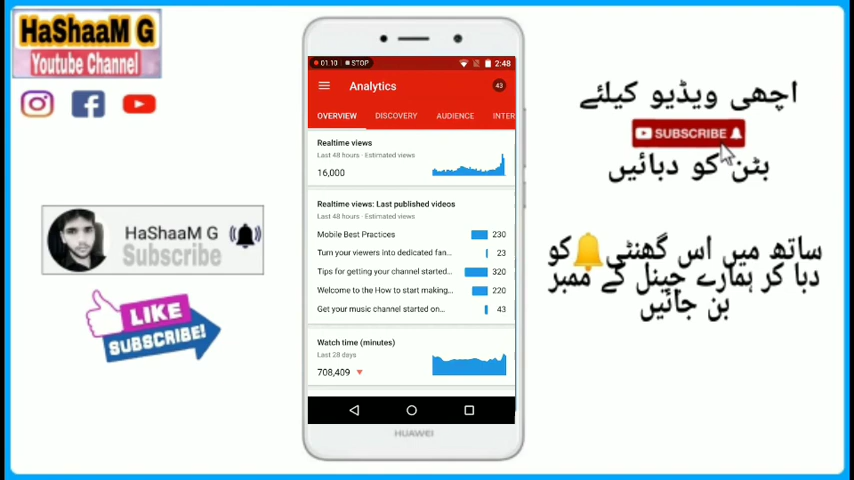 HaShaaM G
Youtube Channel
HaShaaM G
Subscribe
LIKE
SUBSCRIBE!
01.10 STOP
2:48
Analytics
43
OVERVIEW DISCOVERY AUDIENCE INTER
Realtime views
Last 48 hours · Estimated views
16,000
Realtime views: Last published videos
Last 48 hours · Estimated views
Mobile Best Practices 230
Turn your viewers into dedicated fan... 23
Tips for getting your channel started... 320
Welcome to the How to start making... 220
Get your music channel started on... 43
Watch time (minutes)
Last 28 days
708,409
HUAWEI
اچھی ویڈیو کیلئے
SUBSCRIBE
بٹن کو دبائیں
ساتھ میں اس گھنٹی کو
دبا کر ہمارے چینل کے ممبر
بن جائیں